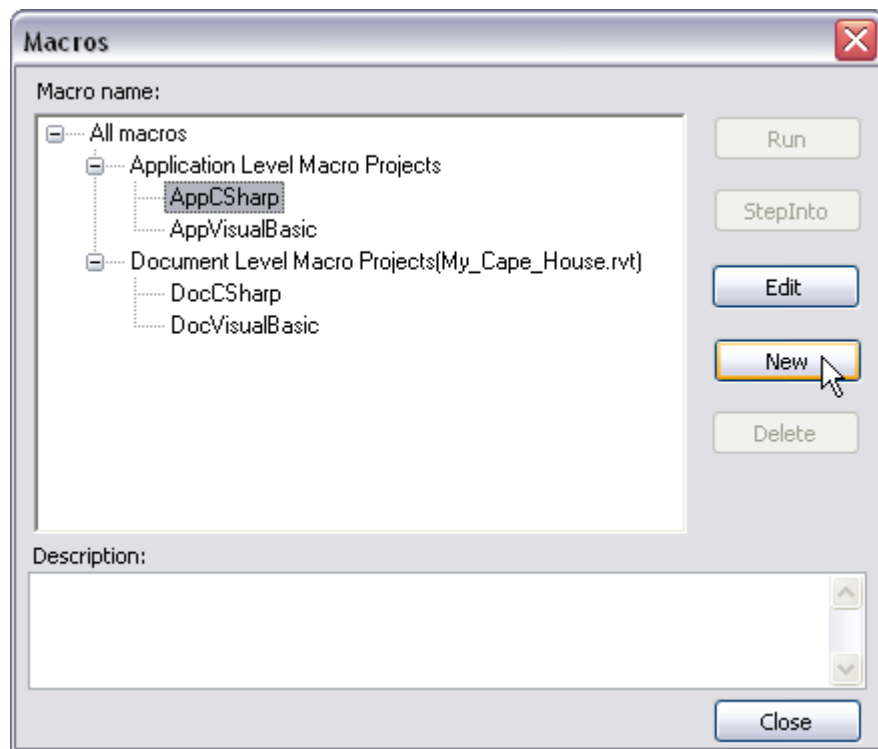 Macros
Macro name:
All macros
Application Level Macro Projects
AppCSharp
AppVisualBasic
Document Level Macro Projects(My_Cape_House.rvt)
DocCSharp
DocVisualBasic
Run
StepInto
Edit
New
Delete
Description:
Close